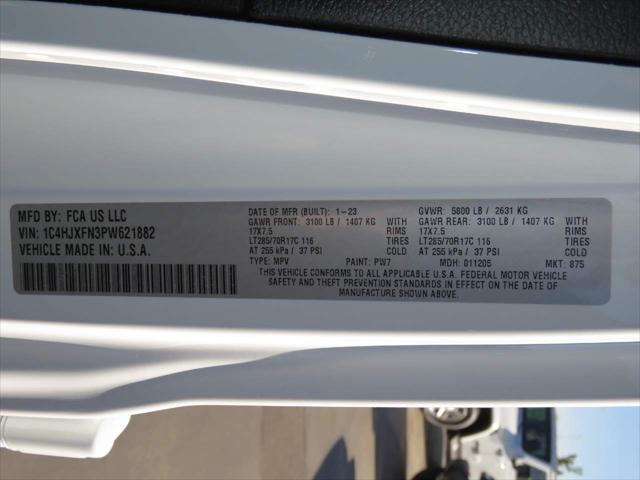 MFD BY: FCA US LLC
VIN: 1C4HJXFN3PW621882
VEHICLE MADE IN: U.S.A.
DATE OF MFR (BUILT): 1-23 GVWR: 5800 LB / 2631 KG
GAWR FRONT: 3100 LB / 1407 KG WITH GAWR REAR: 3100 LB / 1407 KG WITH
17X7.5 RIMS 17X7.5 RIMS
LT285/70R17C 116 TIRES LT285/70R17C 116 TIRES
AT 255 kPa / 37 PSI COLD AT 255 kPa / 37 PSI COLD
TYPE: MPV PAINT: PW7 MDH: 011205 MKT: 875
THIS VEHICLE CONFORMS TO ALL APPLICABLE U.S.A. FEDERAL MOTOR VEHICLE
SAFETY AND THEFT PREVENTION STANDARDS IN EFFECT ON THE DATE OF
MANUFACTURE SHOWN ABOVE.